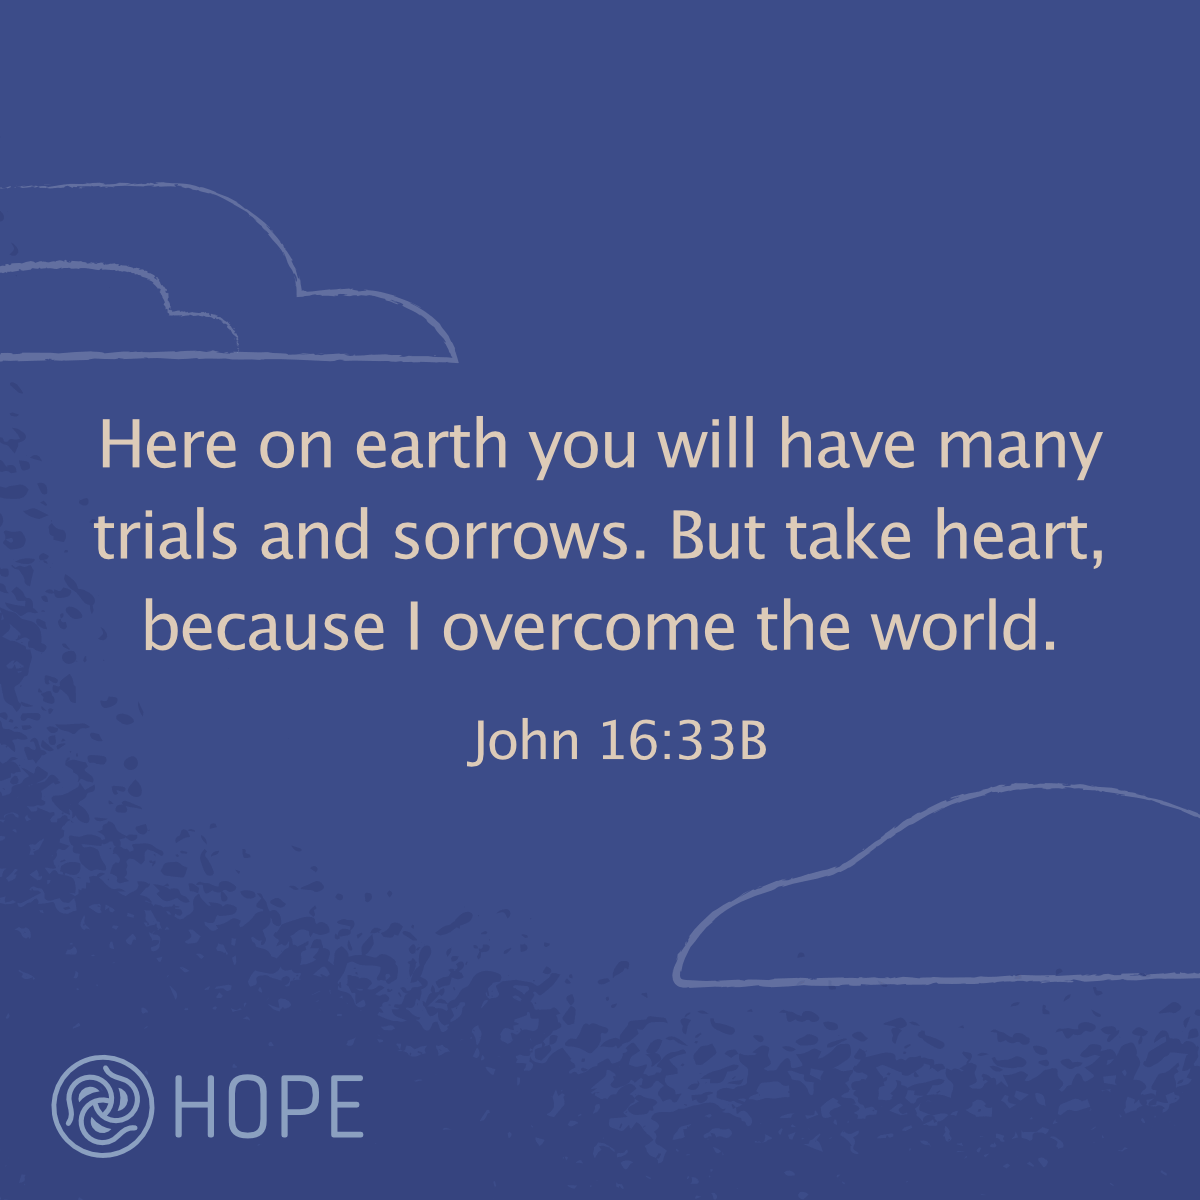 Here on earth you will have many
trials and sorrows. But take heart,
because I overcome the world.
John 16:33B
HOPE